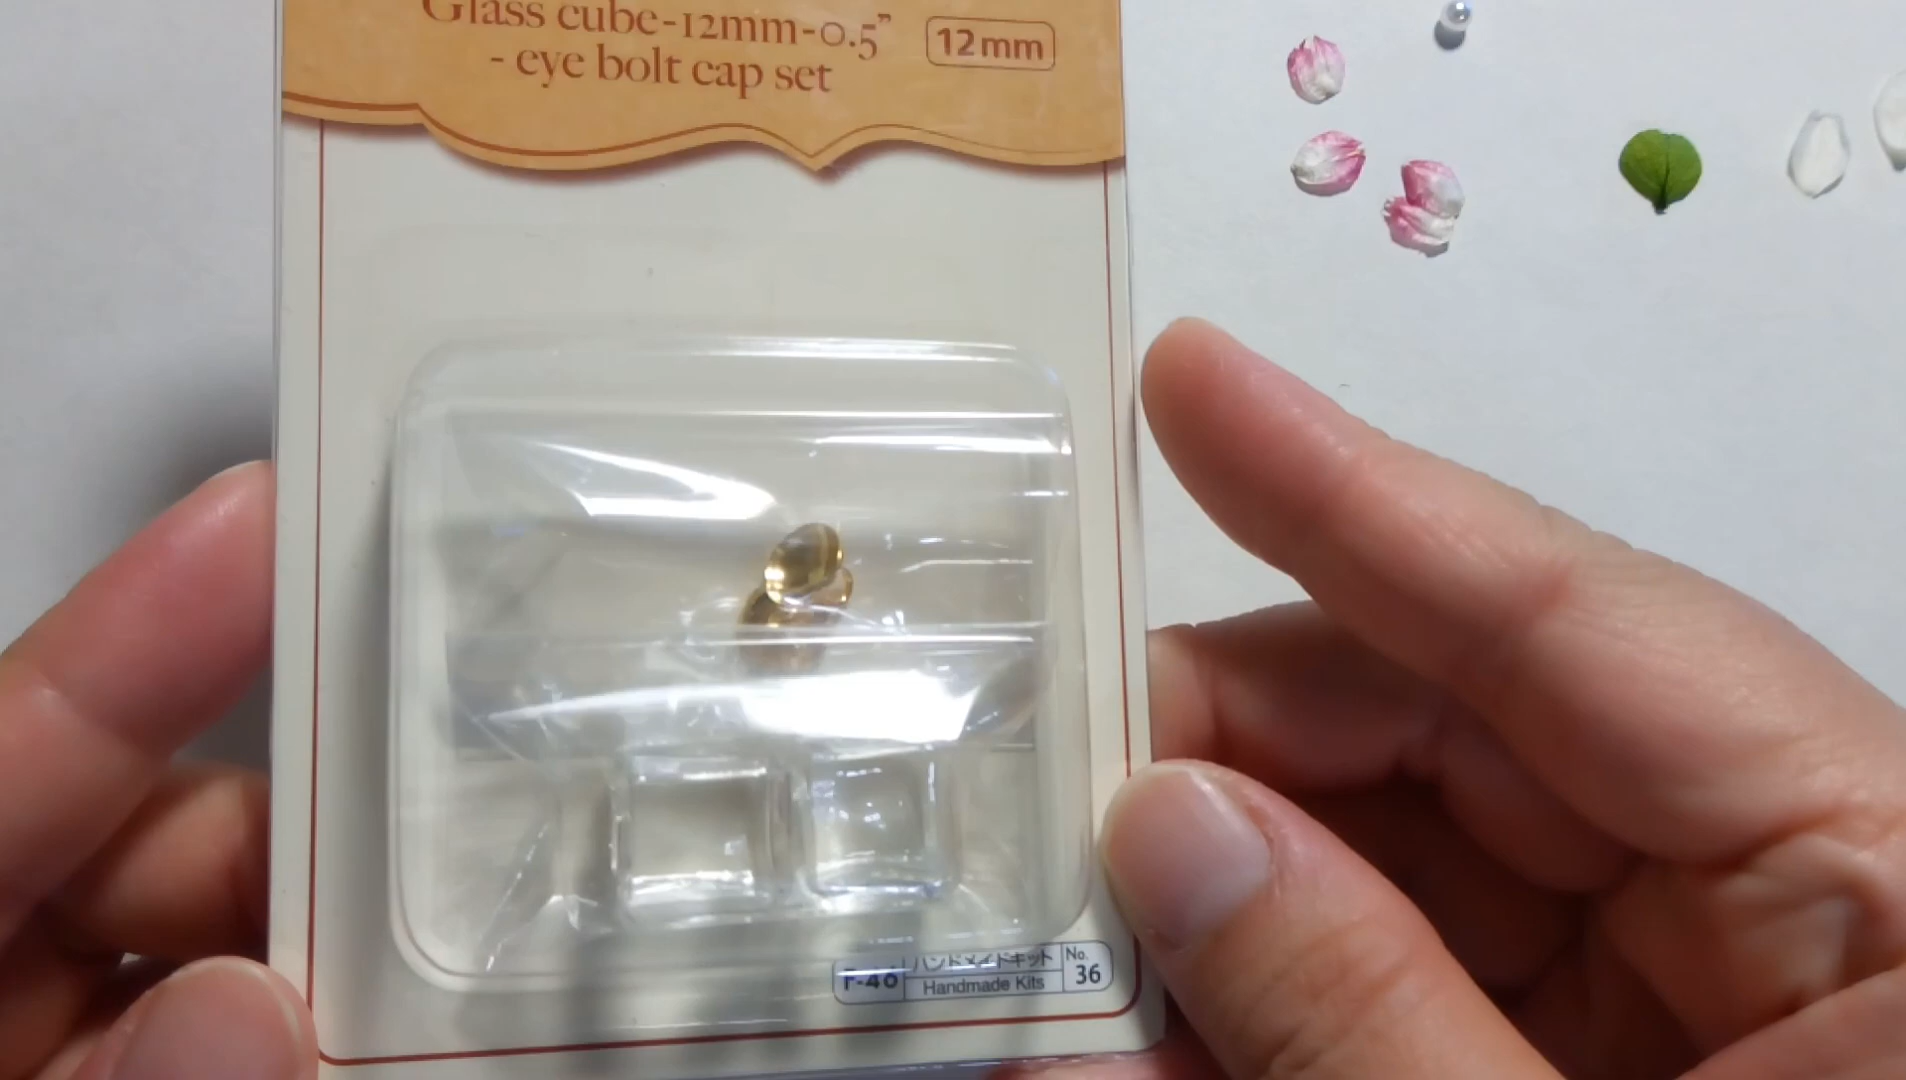 Glass cube-12mm-0.5”
- eye bolt cap set
12mm
F-46
ハンドメイドキット
Handmade Kits
No.
36